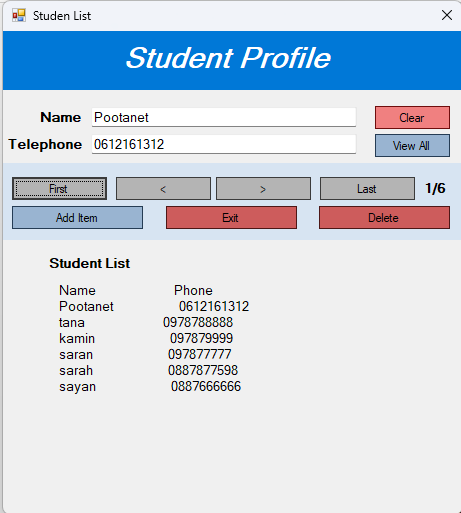 Studen List
Student Profile
Name Pootanet Clear
Telephone 0612161312 View All
First < > Last 1/6
Add Item Exit Delete
Student List
Name Phone
Pootanet 0612161312
tana 0978788888
kamin 097879999
saran 097877777
sarah 0887877598
sayan 0887666666